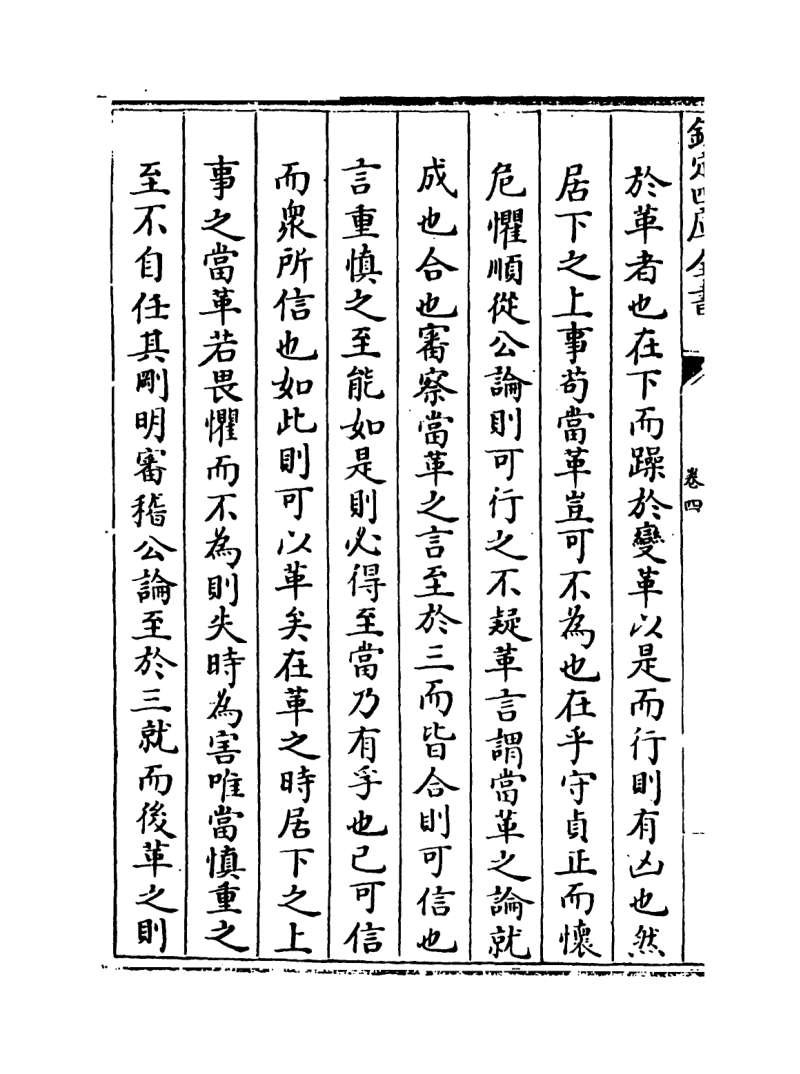 欽定四庫全書
卷四
於革者也在下而躁於變革以是而行則有凶也然
居下之上事茍當革豈可不為也在乎守貞正而懷
危懼順從公論則可行之不疑革言謂當革之論就
成也合也審察當革之言至於三而皆合則可信也
言重慎之至能如是則必得至當乃有孚也己可信
而衆所信也如此則可以革矣在革之時居下之上
事之當革若畏懼而不為則失時為害唯當慎重之
至不自任其剛明審稽公論至於三就而後革之則